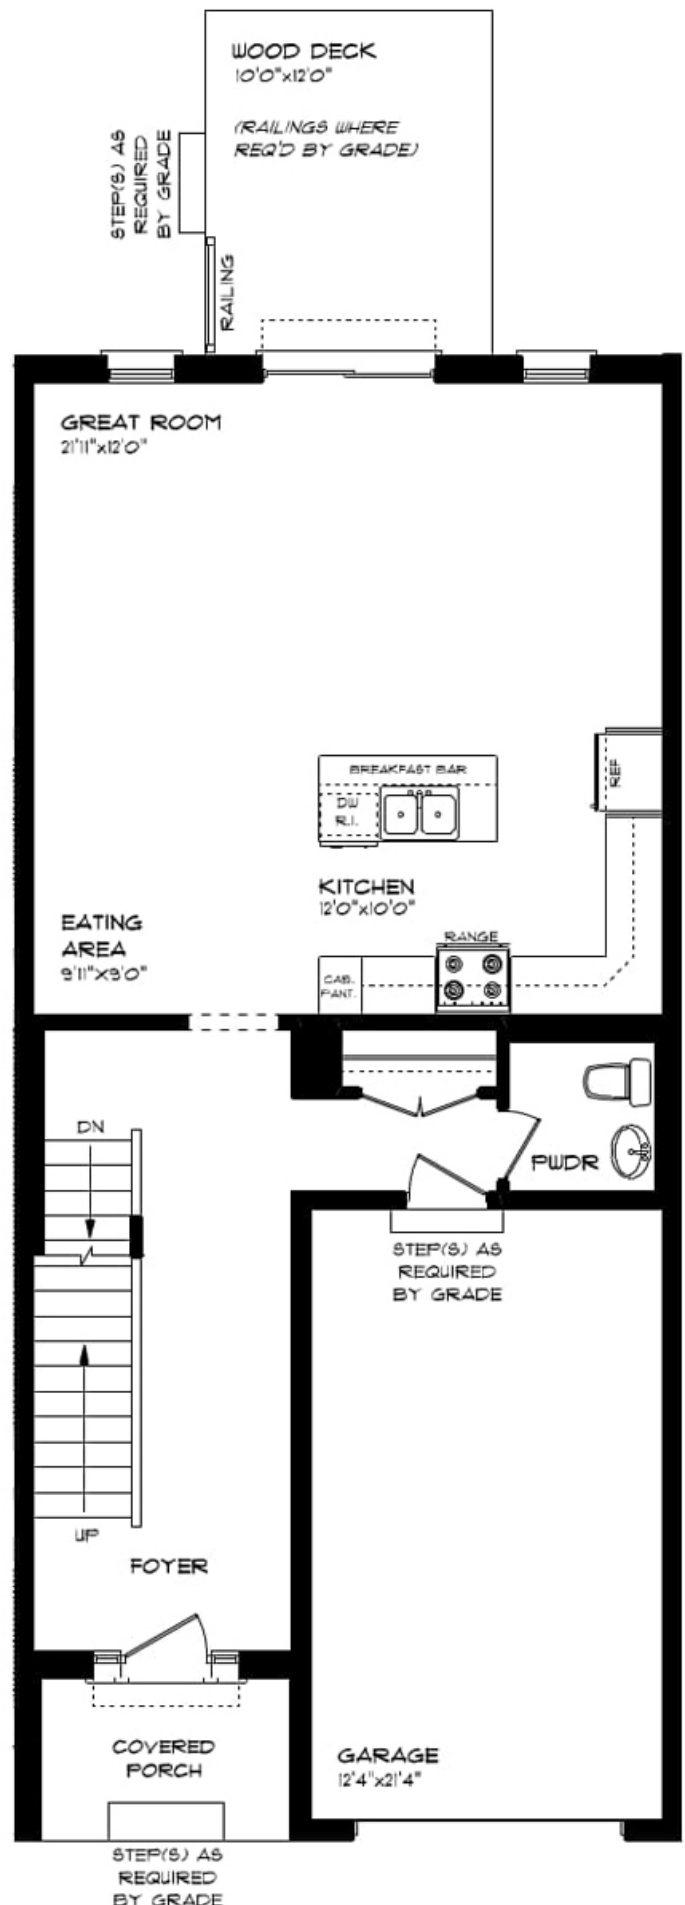 WOOD DECK
10'0"x12'0"
(RAILINGS WHERE
REQ'D BY GRADE)
STEP(S) AS
REQUIRED
BY GRADE
RAILING
GREAT ROOM
21'11"x12'0"
BREAKFAST BAR
DW
R.I.
REF
KITCHEN
12'0"x10'0"
EATING
AREA
9'11"x9'0"
RANGE
CAB.
PANT.
DN
PWDR
STEP(S) AS
REQUIRED
BY GRADE
UP
FOYER
COVERED
PORCH
GARAGE
12'4"x21'4"
STEP(S) AS
REQUIRED
BY GRADE